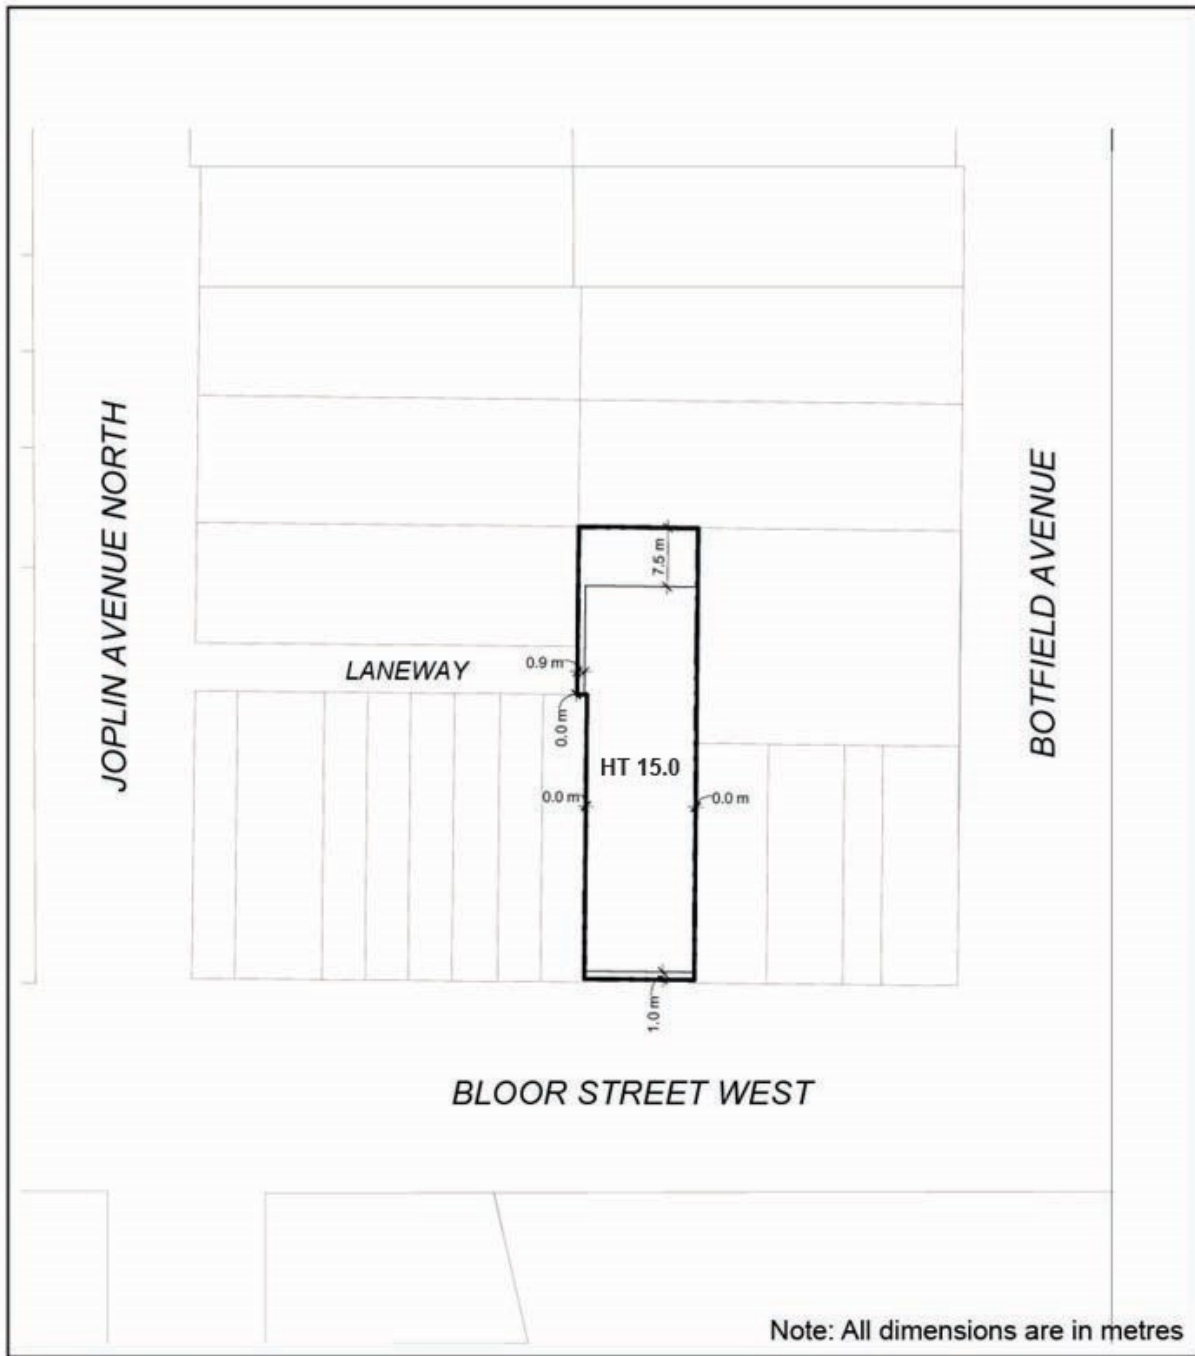 JOPLIN AVENUE NORTH
BOTFIELD AVENUE
7.5 m
0.9 m
LANEWAY
0.0 m
HT 15.0
0.0 m
0.0 m
1.0 m
BLOOR STREET WEST
Note: All dimensions are in metres